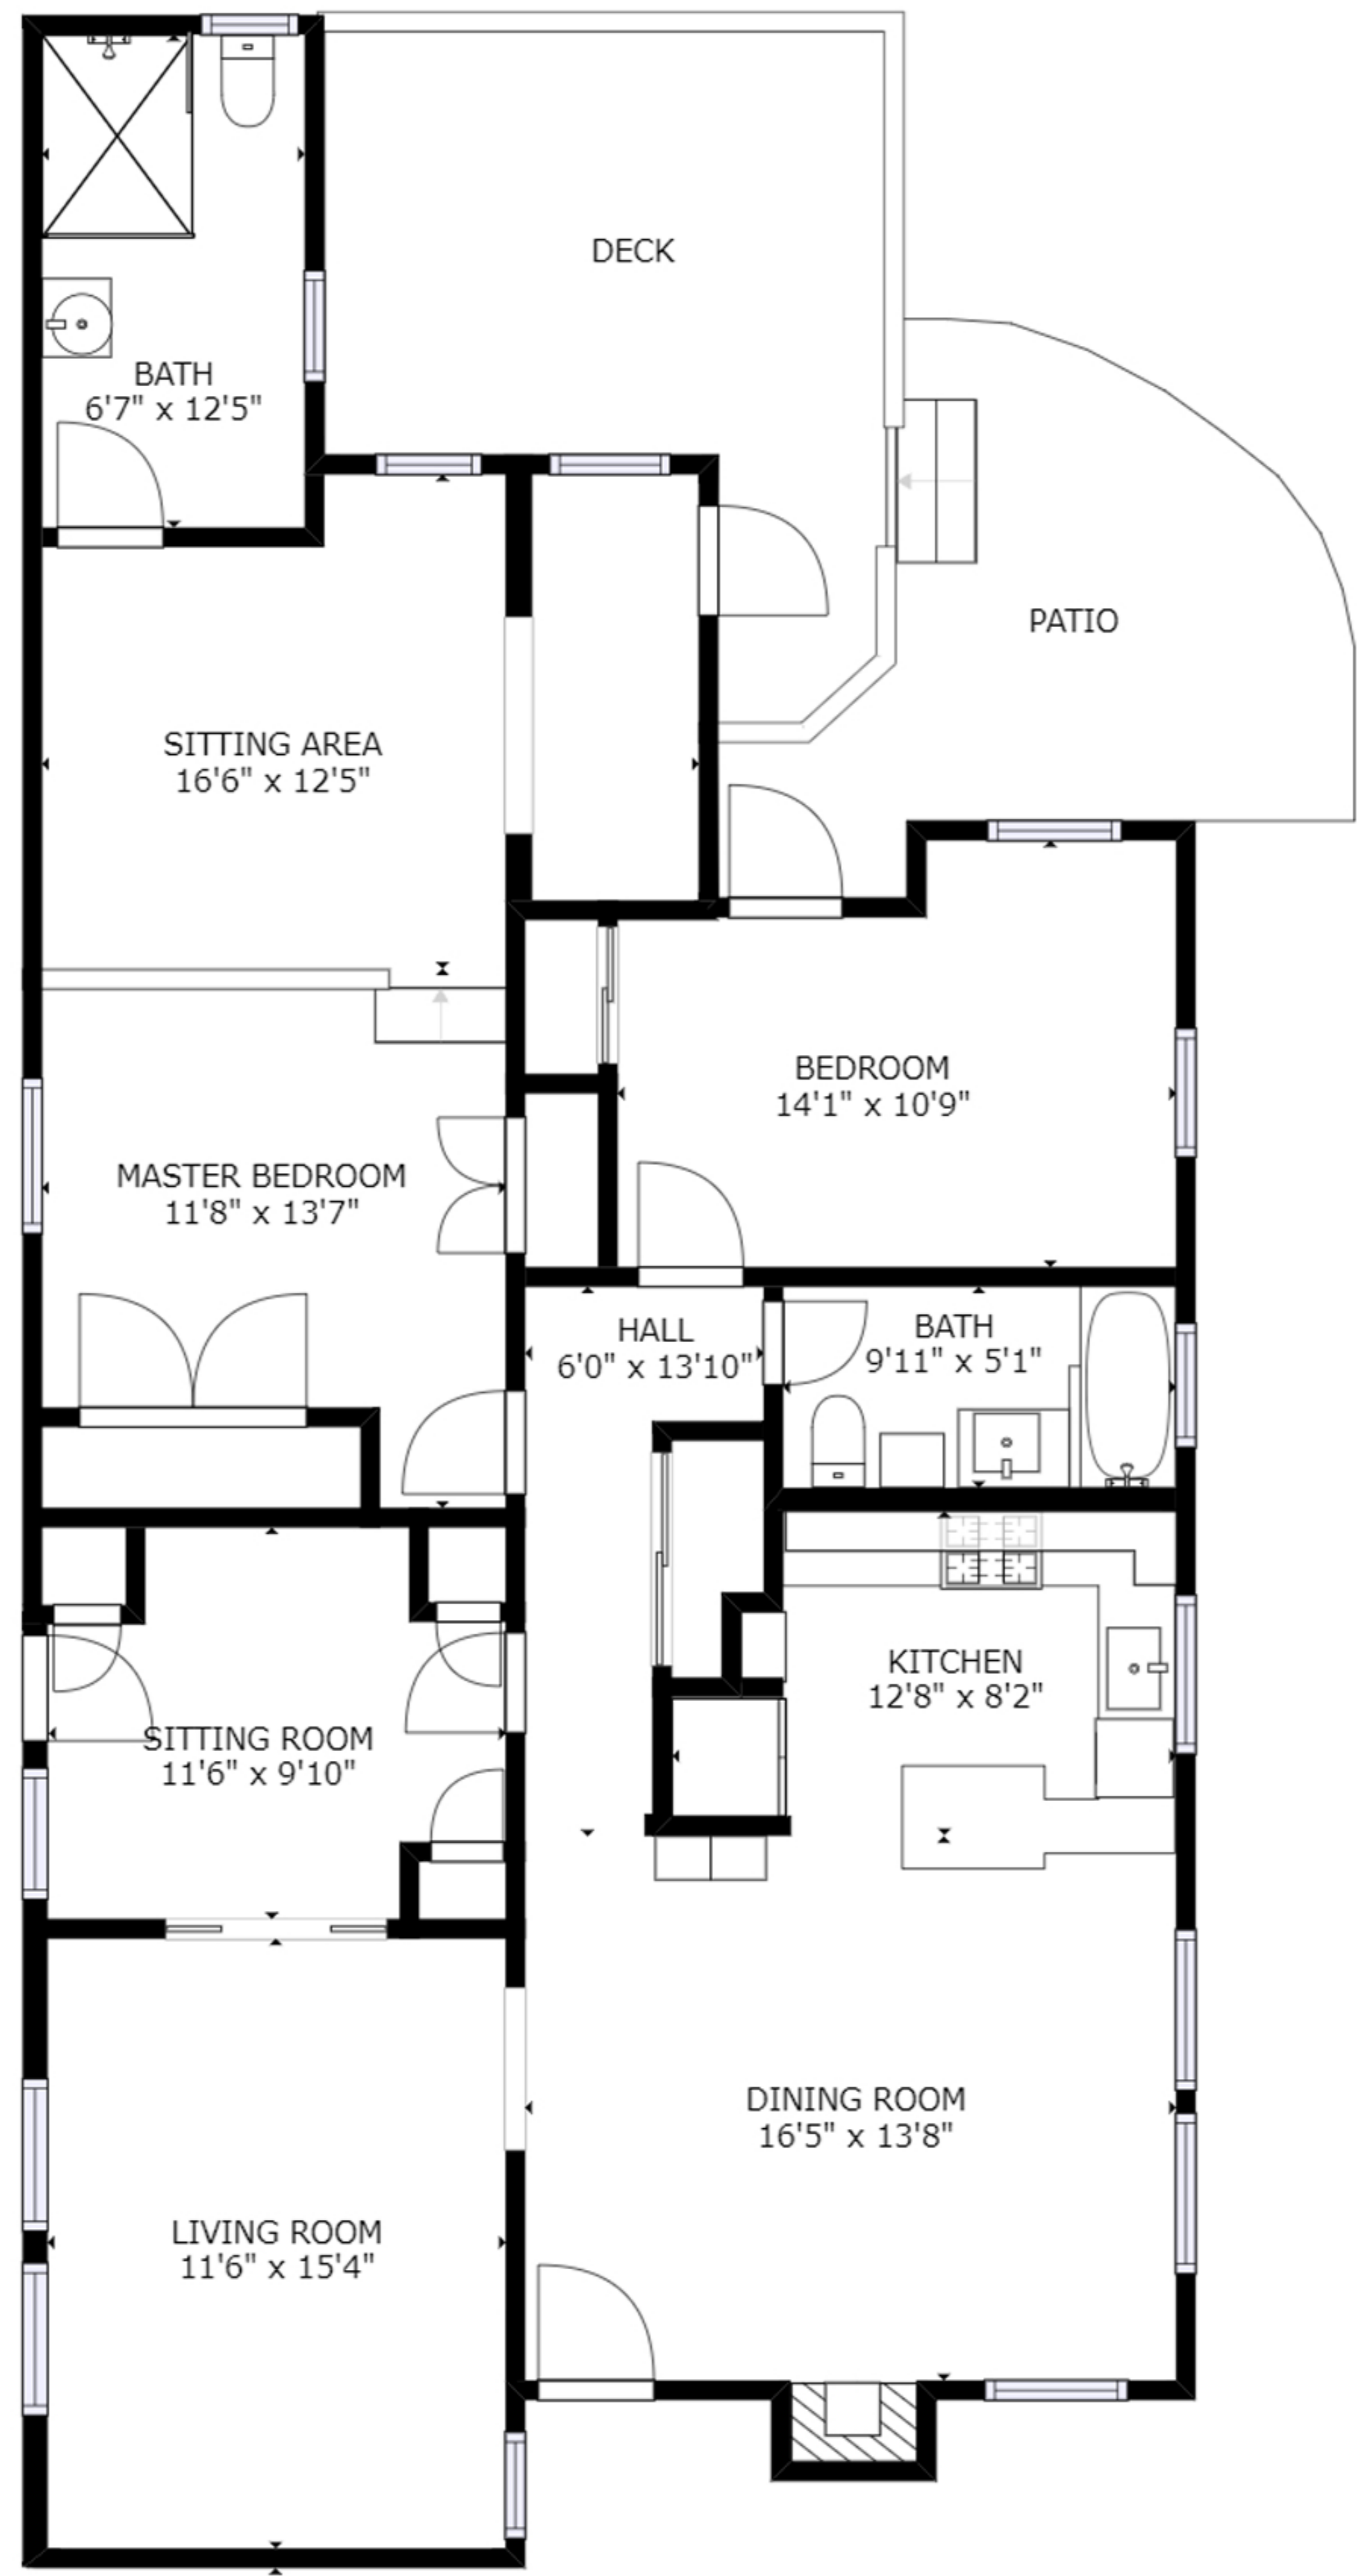 DECK
BATH
6'7" x 12'5"
PATIO
SITTING AREA
16'6" x 12'5"
BEDROOM
14'1" x 10'9"
MASTER BEDROOM
11'8" x 13'7"
HALL
6'0" x 13'10"
BATH
9'11" x 5'1"
KITCHEN
12'8" x 8'2"
SITTING ROOM
11'6" x 9'10"
DINING ROOM
16'5" x 13'8"
LIVING ROOM
11'6" x 15'4"